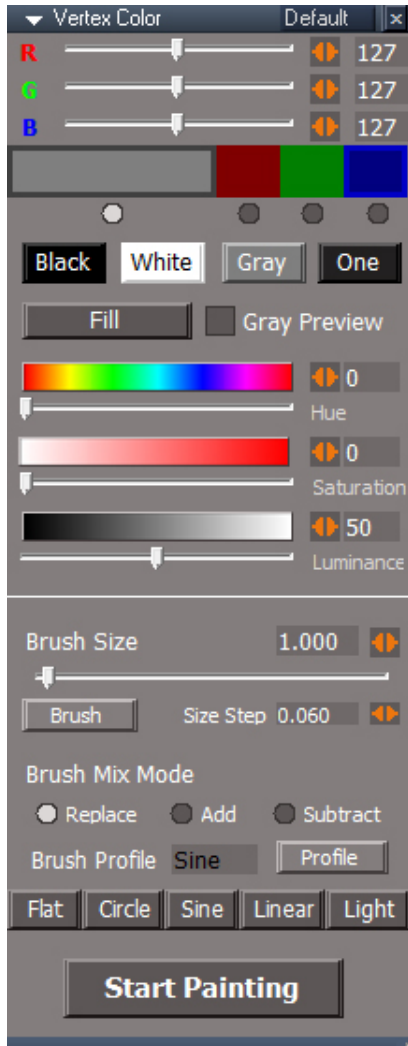 Vertex Color Default x
R 127
G 127
B 127
Black White Gray One
Fill Gray Preview
0
Hue
0
Saturation
50
Luminance
Brush Size 1.000
Brush Size Step 0.060
Brush Mix Mode
Replace Add Subtract
Brush Profile Sine Profile
Flat Circle Sine Linear Light
Start Painting